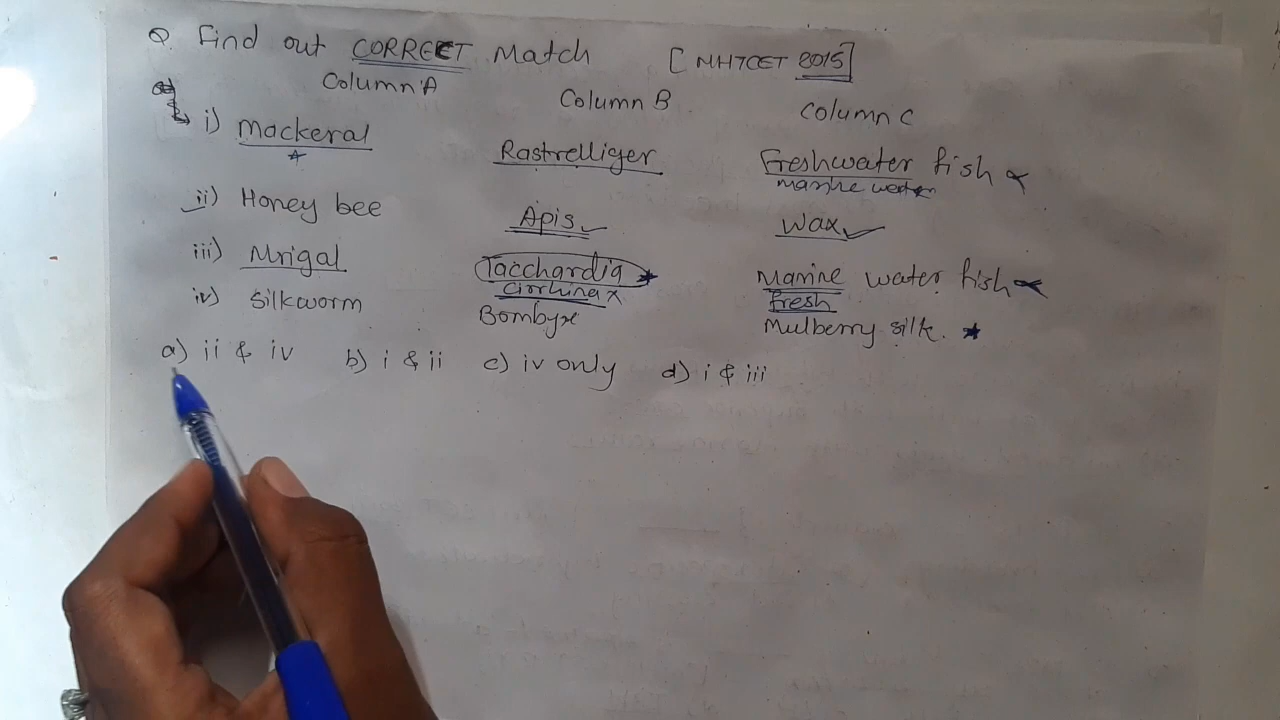 Q. Find out CORRECT Match [MHTCET 2015]
Column A Column B Column C
i) Mackeral Rastrelliger Freshwater fish
marine water
ii) Honey bee Apis Wax
iii) Mrigal Tacchardia Marine water fish
Cirrhina fresh
iv) Silkworm Bombyx Mulberry silk.
a) ii & iv b) i & ii c) iv only d) i & iii